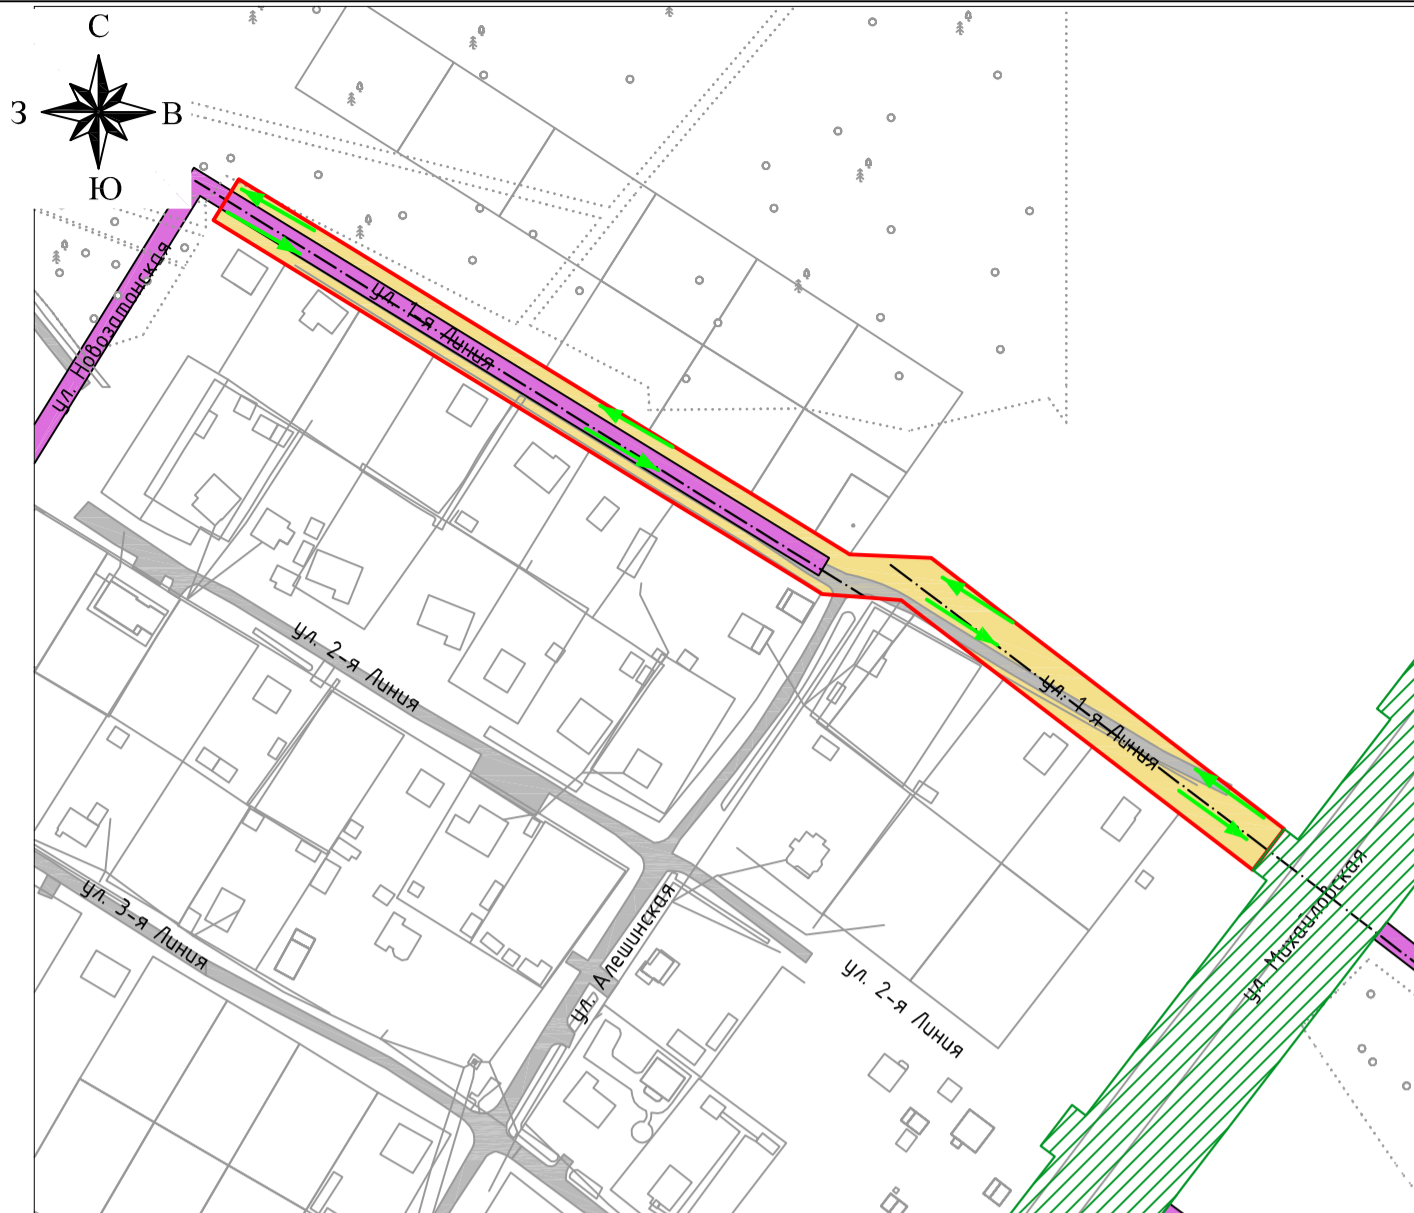 С
З В
Ю
ул. Новозатонская
ул. 1-я Линия
ул. 2-я Линия
ул. 1-я Линия
ул. 3-я Линия
ул. Алешинская
ул. Михайловская
ул. 2-я Линия